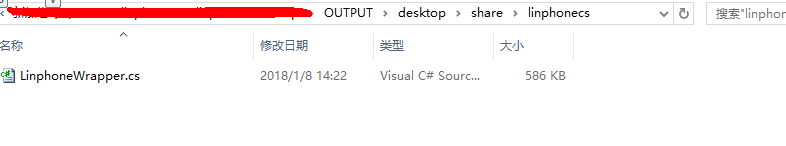 OUTPUT > desktop > share > linphonecs
搜索"linphon
名称 修改日期 类型 大小
LinphoneWrapper.cs 2018/1/8 14:22 Visual C# Sourc... 586 KB